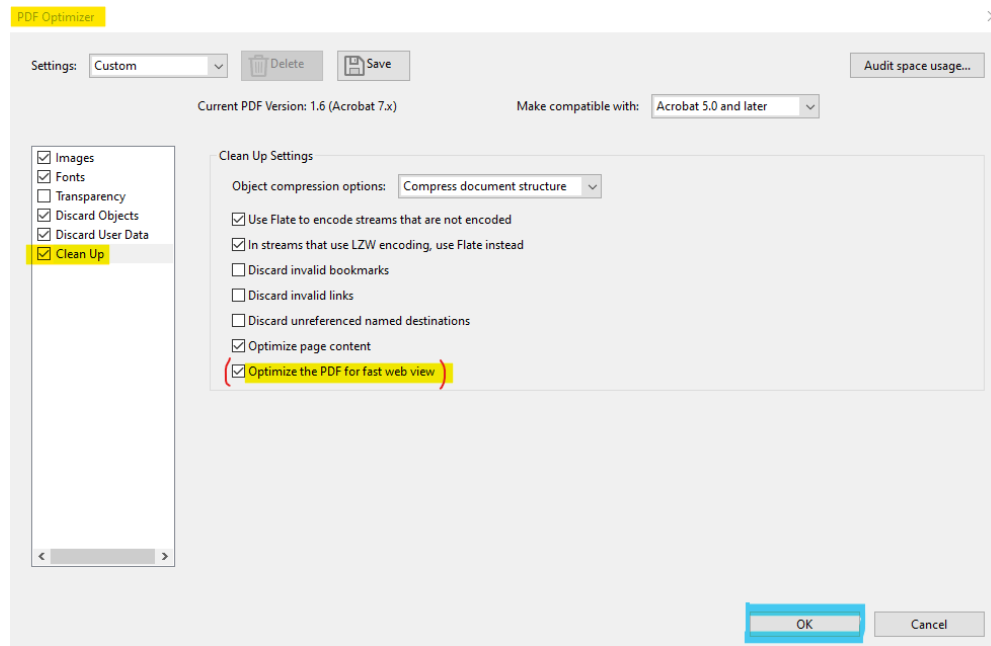 PDF Optimizer
Settings: Custom Delete Save Audit space usage...
Current PDF Version: 1.6 (Acrobat 7.x) Make compatible with: Acrobat 5.0 and later
Images
Fonts
Transparency
Discard Objects
Discard User Data
Clean Up
Clean Up Settings
Object compression options: Compress document structure
Use Flate to encode streams that are not encoded
In streams that use LZW encoding, use Flate instead
Discard invalid bookmarks
Discard invalid links
Discard unreferenced named destinations
Optimize page content
(Optimize the PDF for fast web view)
OK Cancel